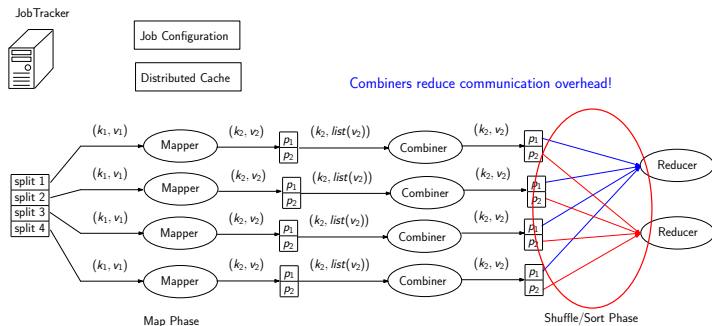 JobTracker
Job Configuration
Distributed Cache
Combiners reduce communication overhead!
(k1, v1) (k2, v2) (k2, list(v2)) (k2, v2)
Mapper p1 p2 Combiner p1 p2
(k1, v1) (k2, v2) (k2, list(v2)) (k2, v2)
Mapper p1 p2 Combiner p1 p2
(k1, v1) (k2, v2) (k2, list(v2)) (k2, v2)
Mapper p1 p2 Combiner p1 p2
(k1, v1) (k2, v2) (k2, list(v2)) (k2, v2)
Mapper p1 p2 Combiner p1 p2
split 1
split 2
split 3
split 4
Reducer
Reducer
Map Phase
Shuffle/Sort Phase